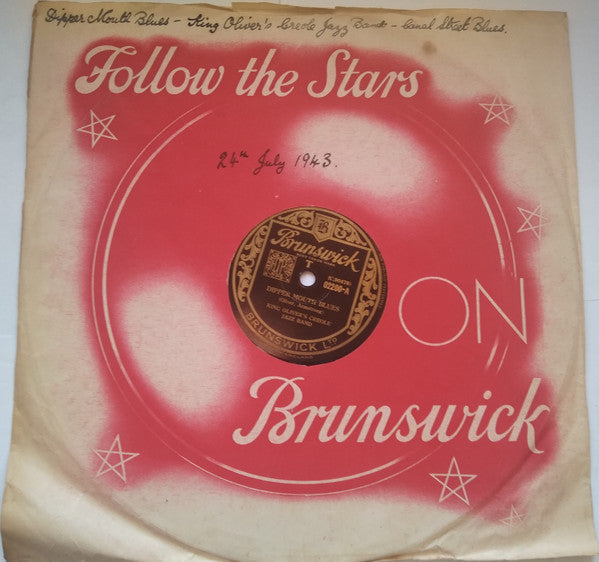 Dipper Mouth Blues - King Oliver's Creole Jazz Band - Canal Street Blues.
Follow the Stars
24th July 1943.
Brunswick
T
02200-A
DIPPER MOUTH BLUES
KING OLIVER'S CREOLE
JAZZ BAND
BRUNSWICK LTD
ON
Brunswick